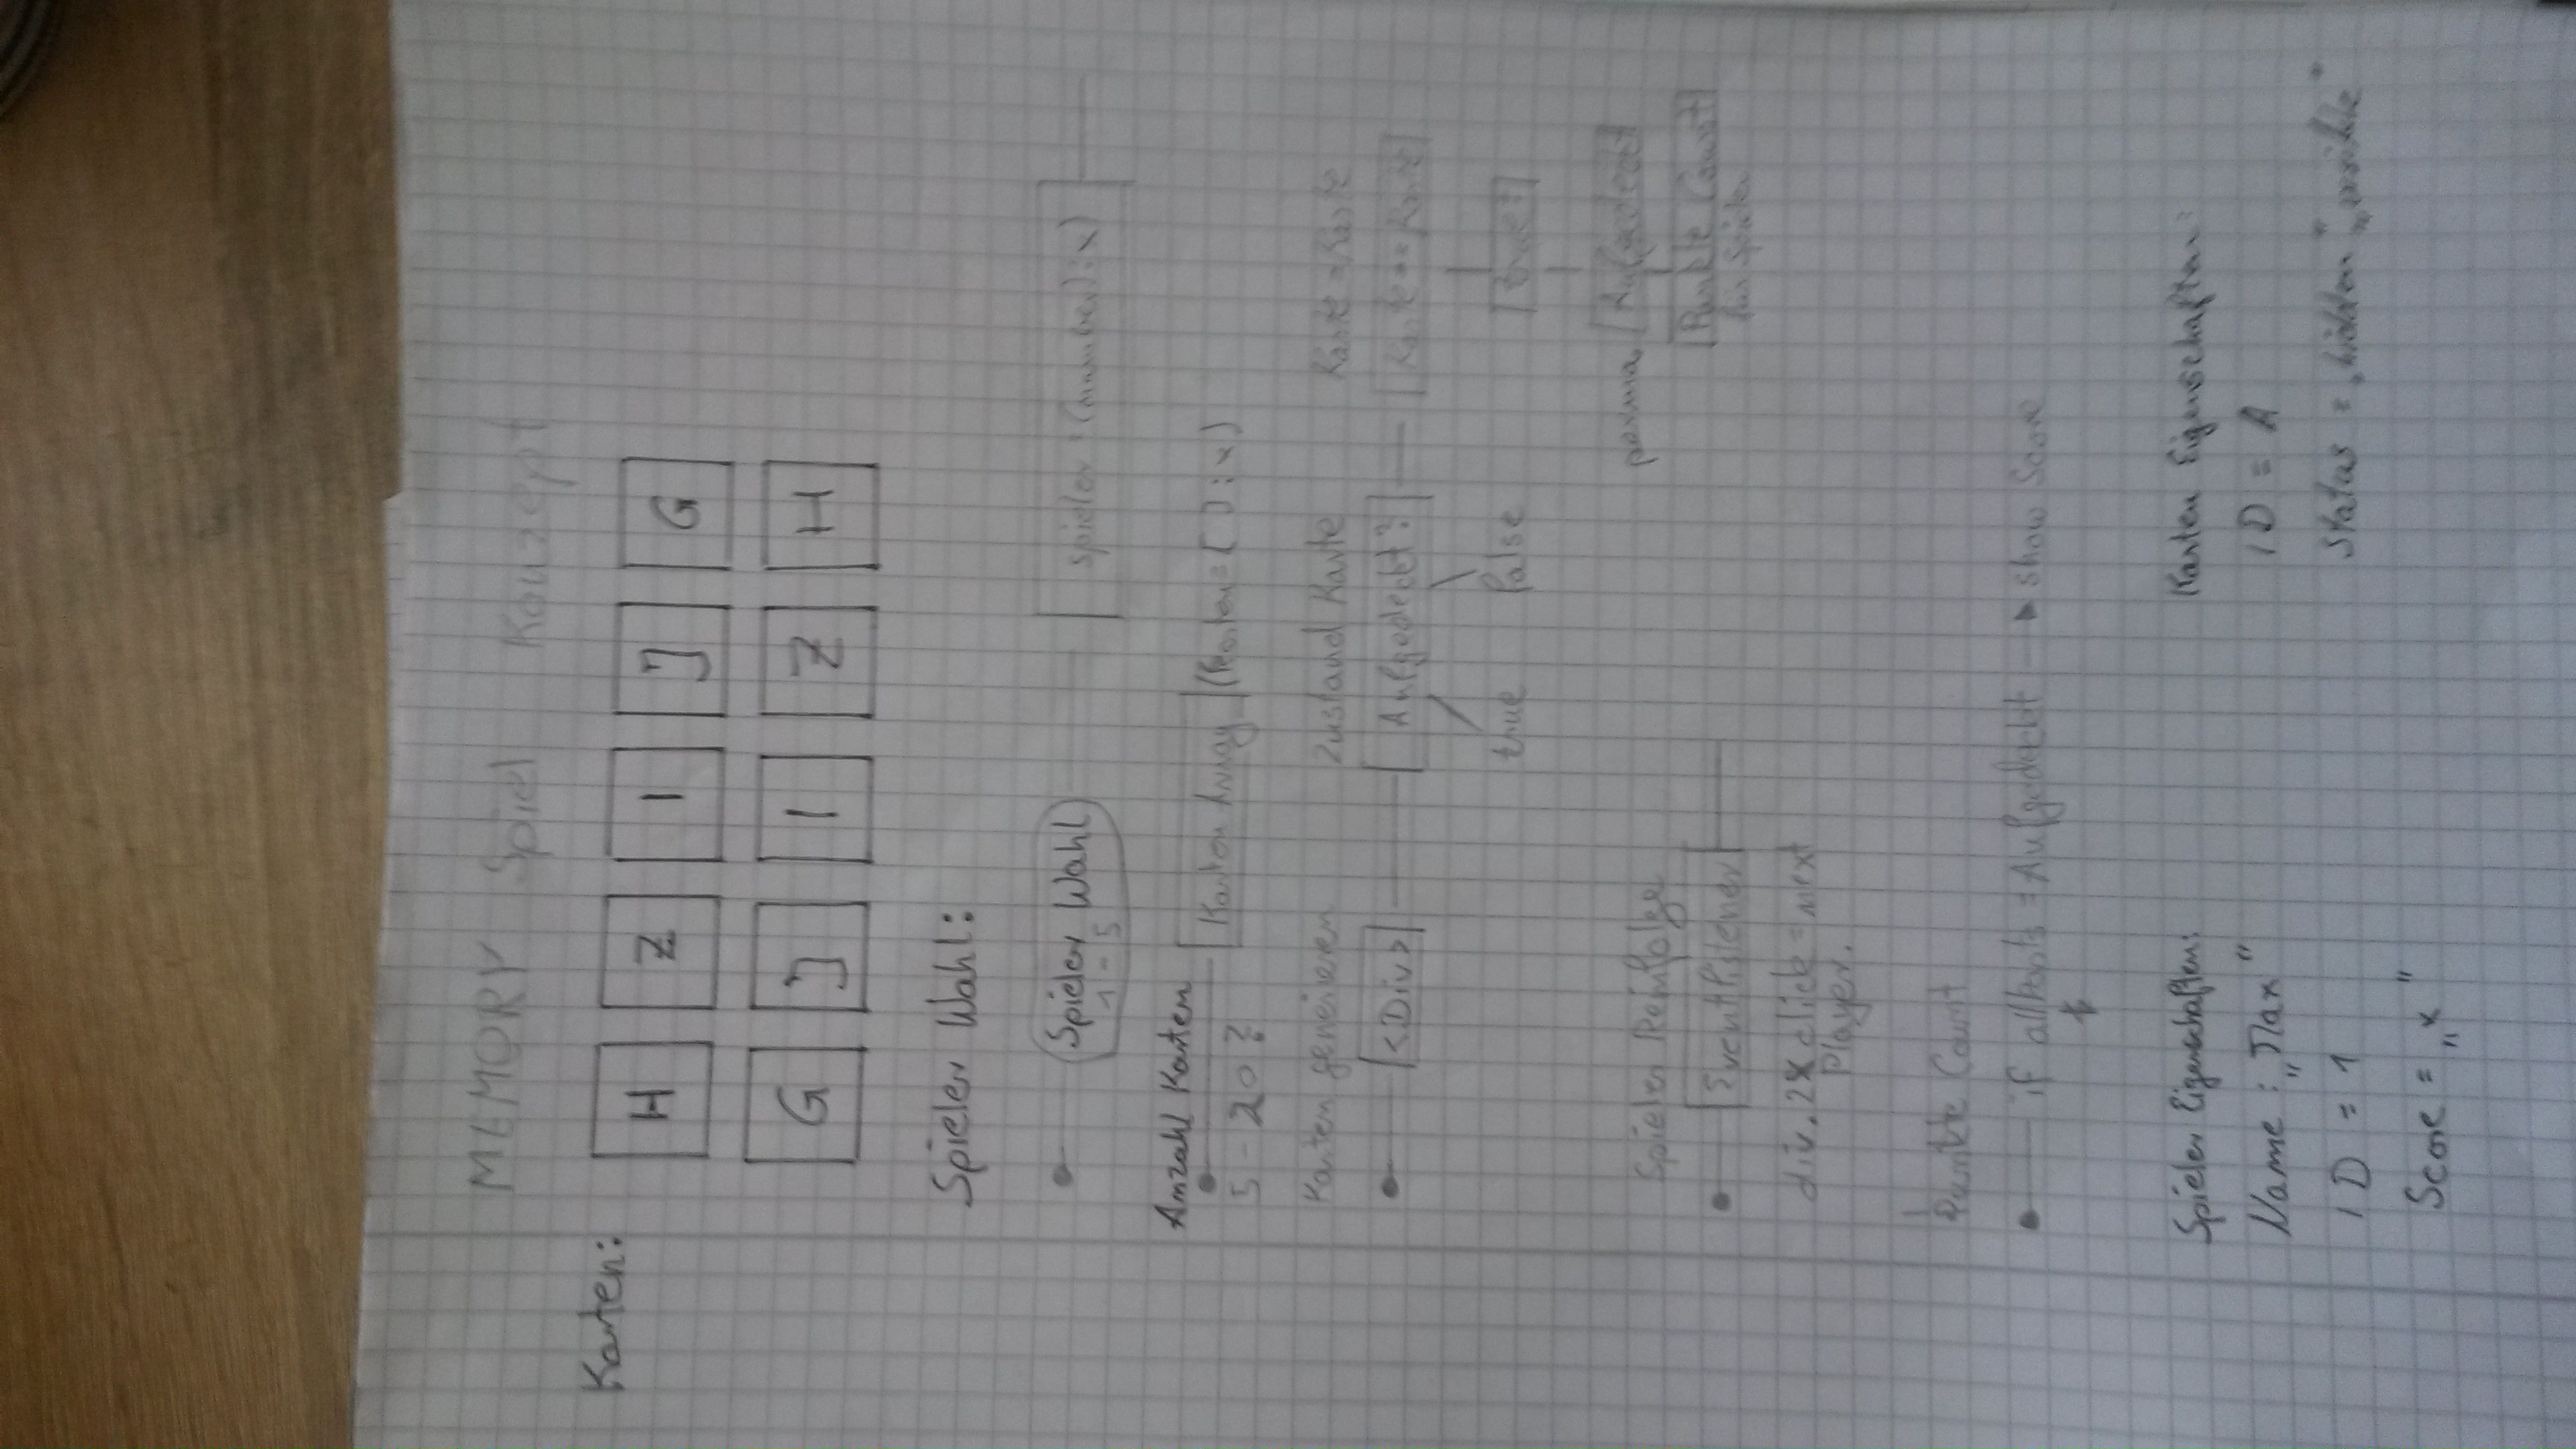 MEMORY Spiel Konzept
Karten:
H Z I J G
G J I Z H
Spieler Wahl:
Spieler Wahl
1 - 5
spieler : (number) : x)
Anzahl Karten
Karten Array (Karten = [ ] : x)
5 - 20 ?
Karten generieren
Zustand Karte
Karte = Karte
<Div>
Aufgedeckt?
Karte == Karte
true false
true?
perma. Aufgedeckt
Punkte Count
für Spieler
Spieler Reinfolge
Eventlistener
div. 2x click = next
Player.
Punkte Count
if all = Aufgedeckt show Score
Spieler Eigenschaften:
Karten Eigenschaften:
Name : „Max"
ID = A
ID = 1
Status = „hidden" „visible"
Score = „x"